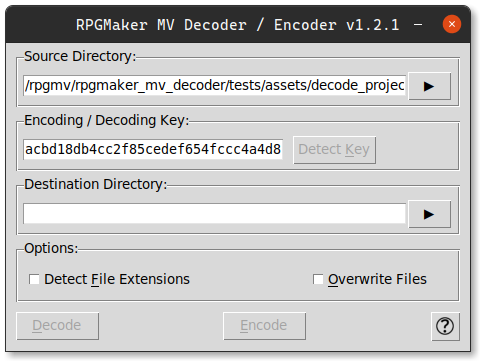 RPGMaker MV Decoder / Encoder v1.2.1
Source Directory:
/rpgmv/rpgmaker_mv_decoder/tests/assets/decode_projec
Encoding / Decoding Key:
acbd18db4cc2f85cedef654fccc4a4d8 Detect Key
Destination Directory:
Options:
Detect File Extensions Overwrite Files
Decode Encode ?